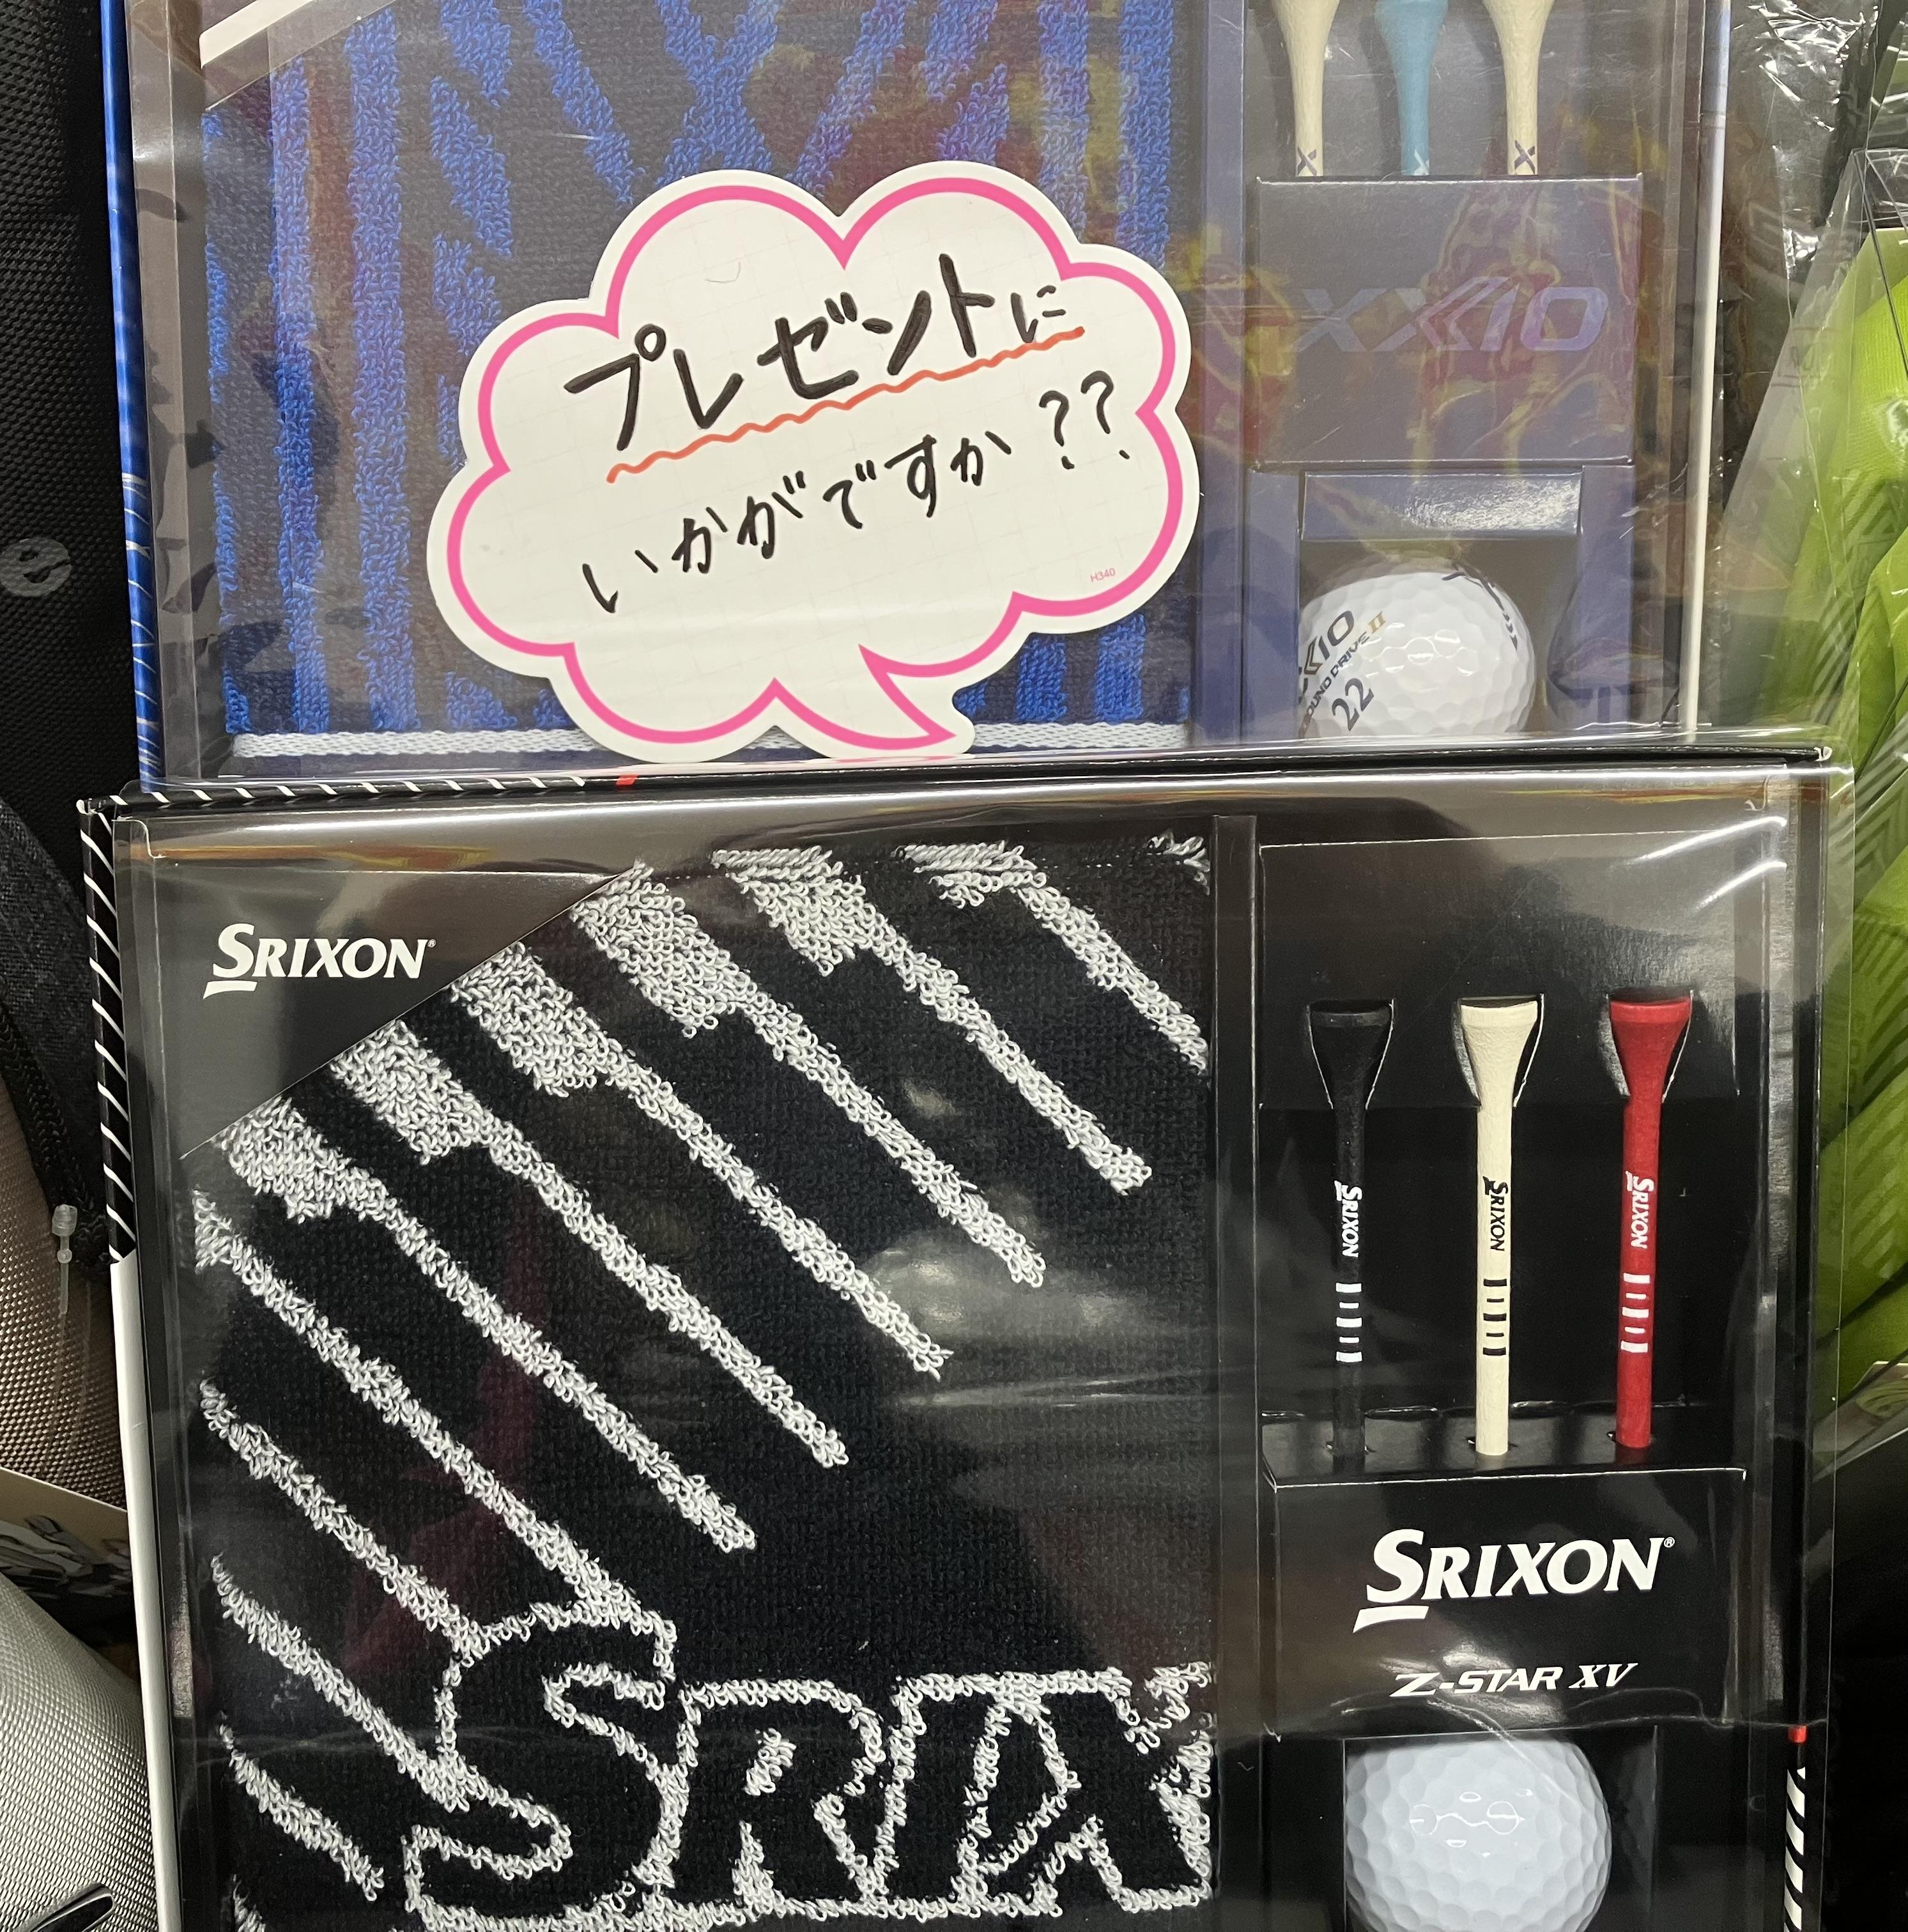 プレゼントに
いかがですか??
H340
XXIO
XXIO
22
e
SRIXON
SRIXON
SRIXON
SRIXON
SRIXON
Z-STAR XV
SRIX